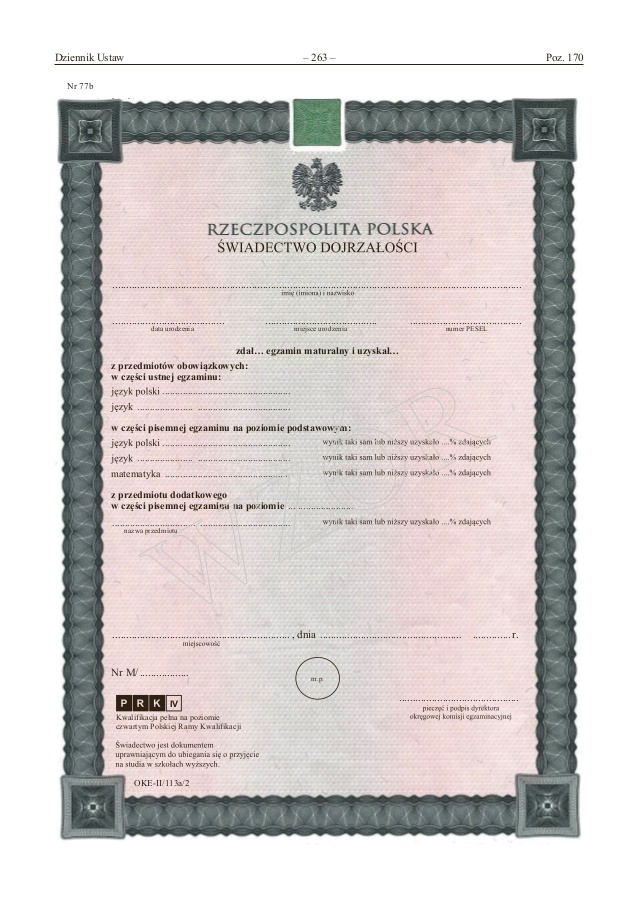 Dziennik Ustaw – 263 – Poz. 170
Nr 77b
RZECZPOSPOLITA POLSKA
ŚWIADECTWO DOJRZAŁOŚCI
imię (imiona) i nazwisko
data urodzenia miejsce urodzenia numer PESEL
zdał… egzamin maturalny i uzyskał…
z przedmiotów obowiązkowych:
w części ustnej egzaminu:
język polski ................................................
język ..................... ...................................
w części pisemnej egzaminu na poziomie podstawowym:
język polski ................................................ wynik taki sam lub niższy uzyskało ....% zdających
język ..................... ................................... wynik taki sam lub niższy uzyskało ....% zdających
matematyka ............................................... wynik taki sam lub niższy uzyskało ....% zdających
z przedmiotu dodatkowego
w części pisemnej egzaminu na poziomie .........................
.................................................................... wynik taki sam lub niższy uzyskało ....% zdających
nazwa przedmiotu
...................................................................., dnia ...................................................... ..............r.
miejscowość
Nr M/ ..................
m.p.
PRK IV
Kwalifikacja pełna na poziomie
czwartym Polskiej Ramy Kwalifikacji
pieczęć i podpis dyrektora
okręgowej komisji egzaminacyjnej
Świadectwo jest dokumentem
uprawniającym do ubiegania się o przyjęcie
na studia w szkołach wyższych.
OKE-II/113a/2
WZÓR